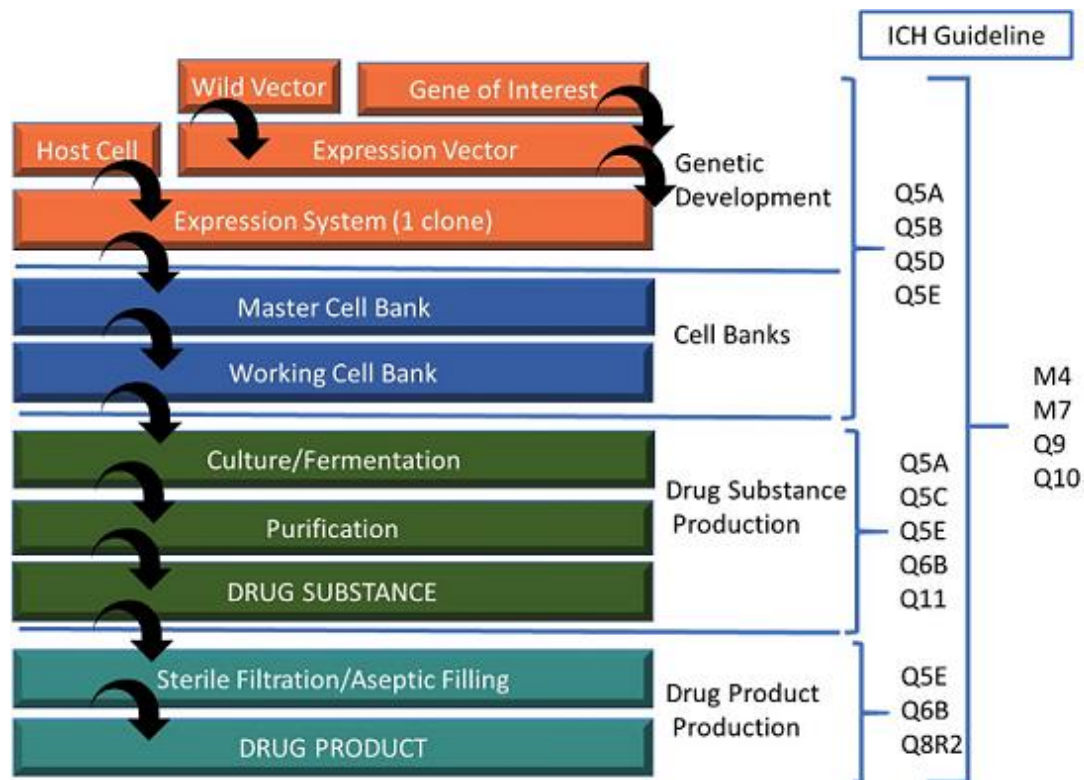 ICH Guideline
Wild Vector
Gene of Interest
Host Cell
Expression Vector
Expression System (1 clone)
Genetic
Development
Master Cell Bank
Working Cell Bank
Cell Banks
Q5A
Q5B
Q5D
Q5E
Culture/Fermentation
Purification
DRUG SUBSTANCE
Drug Substance
Production
Q5A
Q5C
Q5E
Q6B
Q11
Sterile Filtration/Aseptic Filling
DRUG PRODUCT
Drug Product
Production
Q5E
Q6B
Q8R2
M4
M7
Q9
Q10